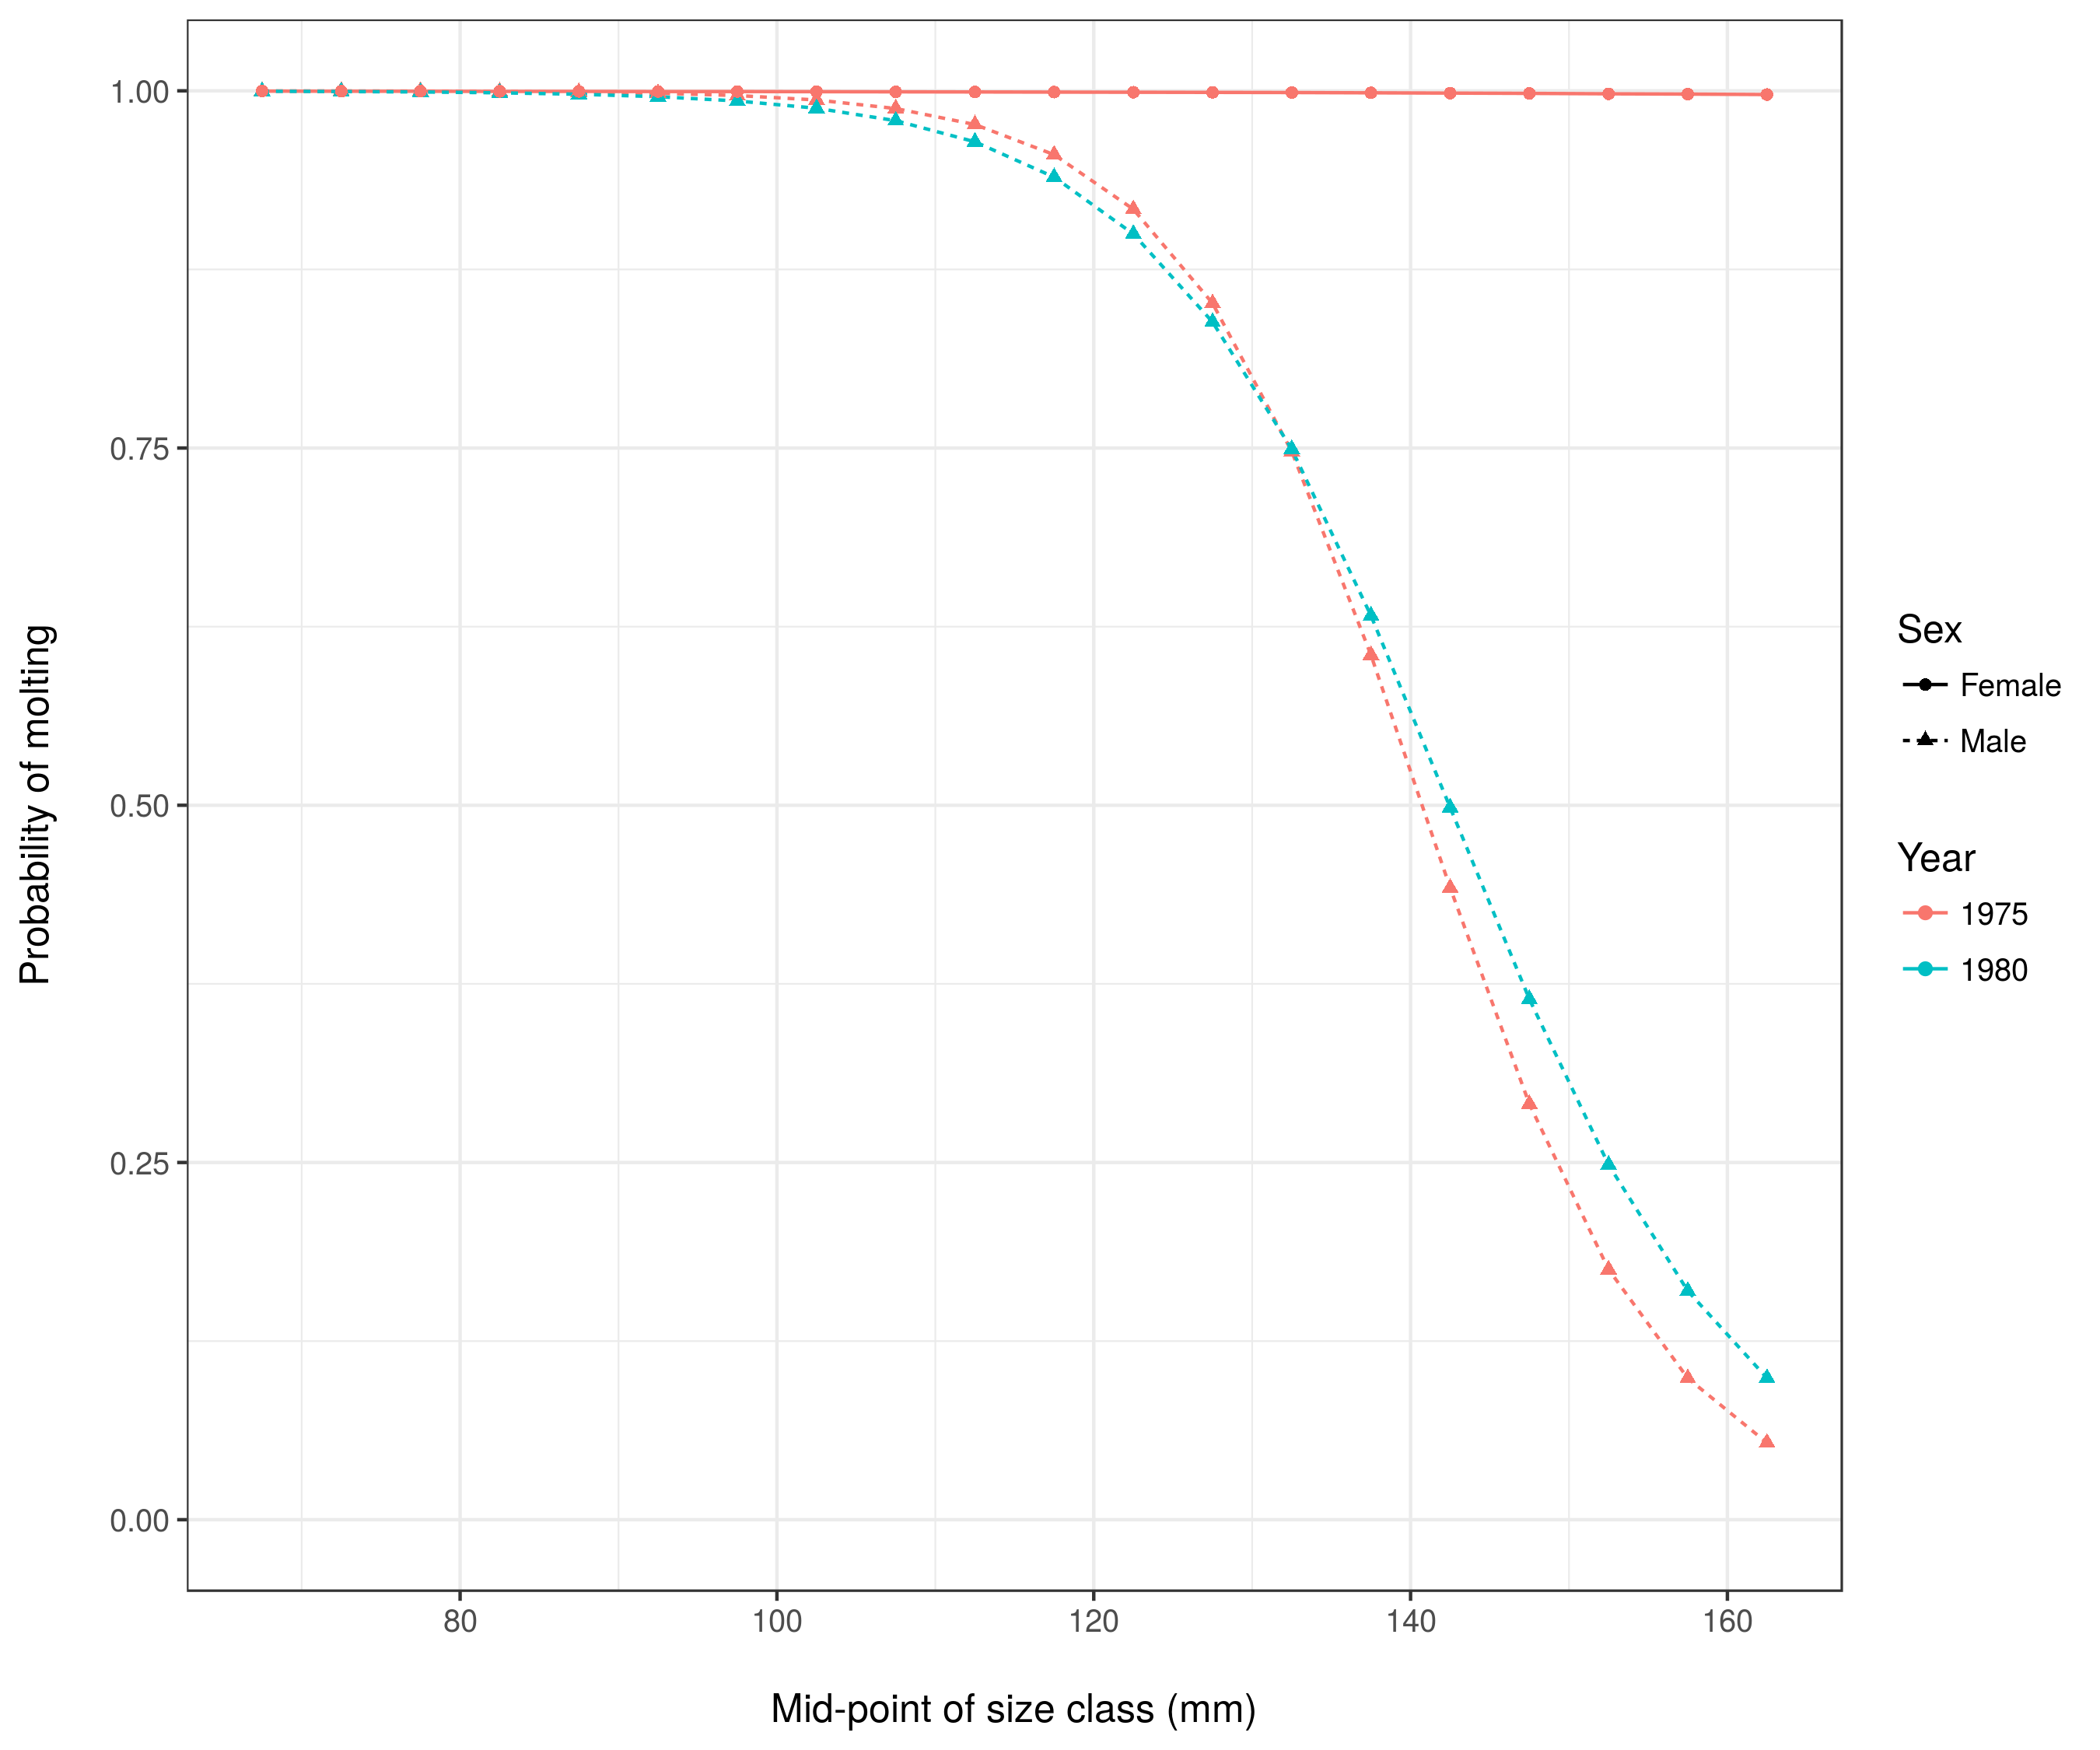 Probability of molting
1.00
0.75
0.50
0.25
0.00
80 100 120 140 160
Mid-point of size class (mm)
Sex
Female
Male
Year
1975
1980